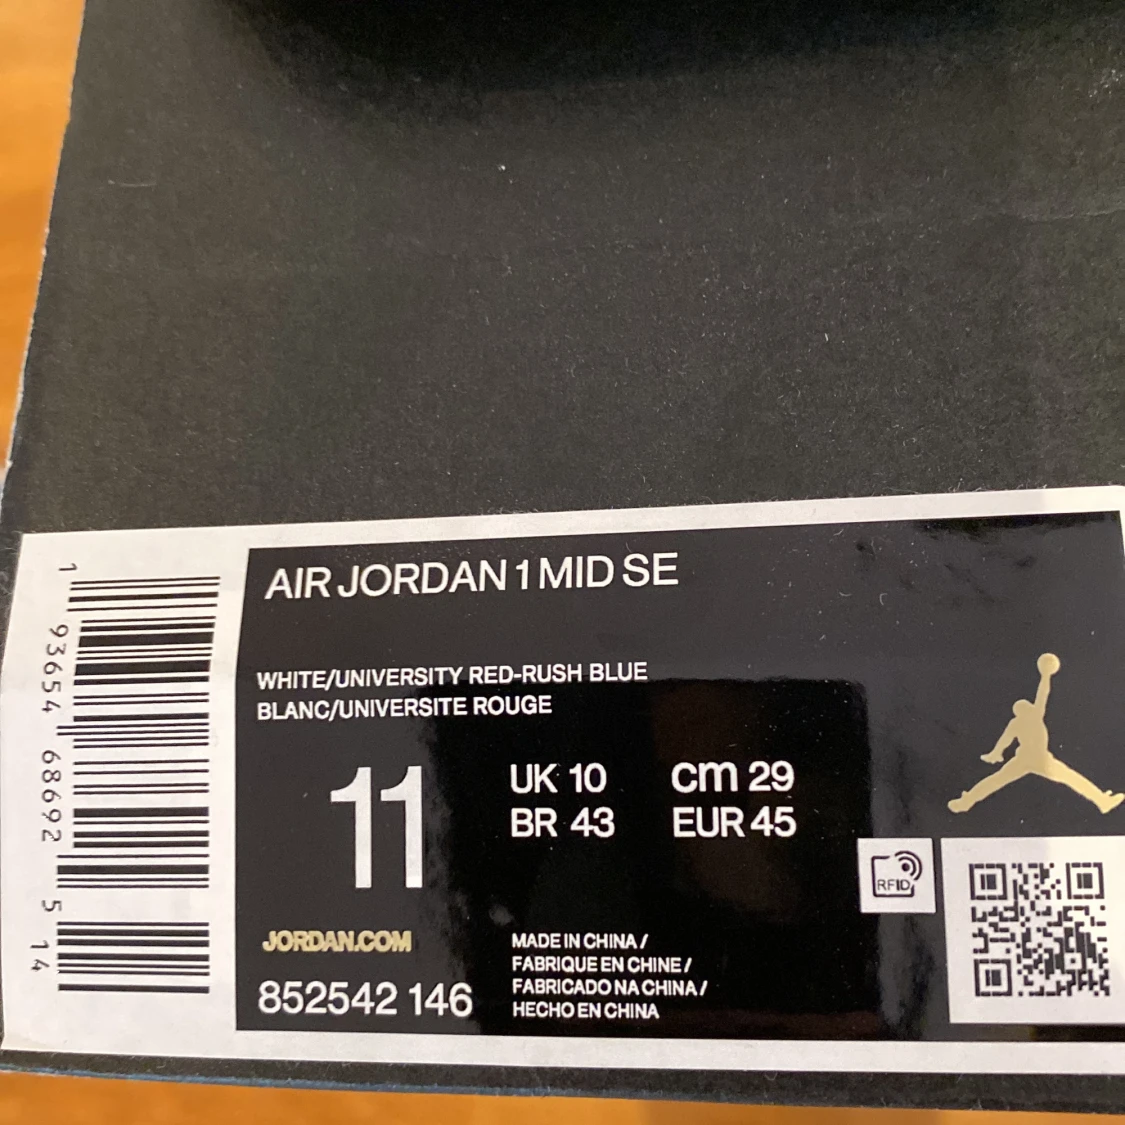 AIR JORDAN 1 MID SE
WHITE/UNIVERSITY RED-RUSH BLUE
BLANC/UNIVERSITE ROUGE
11
UK 10 cm 29
BR 43 EUR 45
RFID
JORDAN.COM
852542 146
MADE IN CHINA /
FABRIQUE EN CHINE /
FABRICADO NA CHINA /
HECHO EN CHINA
1 93654 68692 5 14